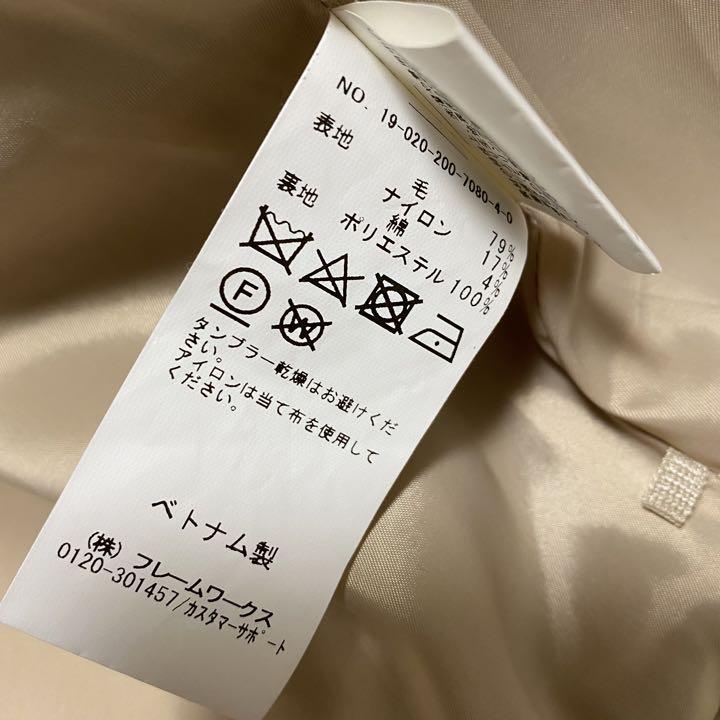 NO. 19-020-200-7080-4-0
表地
毛 79%
ナイロン 17%
綿 4%
裏地 ポリエステル 100%
F
W
タンブラー乾燥はお避けくだ
さい。
アイロンは当て布を使用して
ください。
ベトナム製
(株) フレームワークス
0120-301457/カスタマーサポート